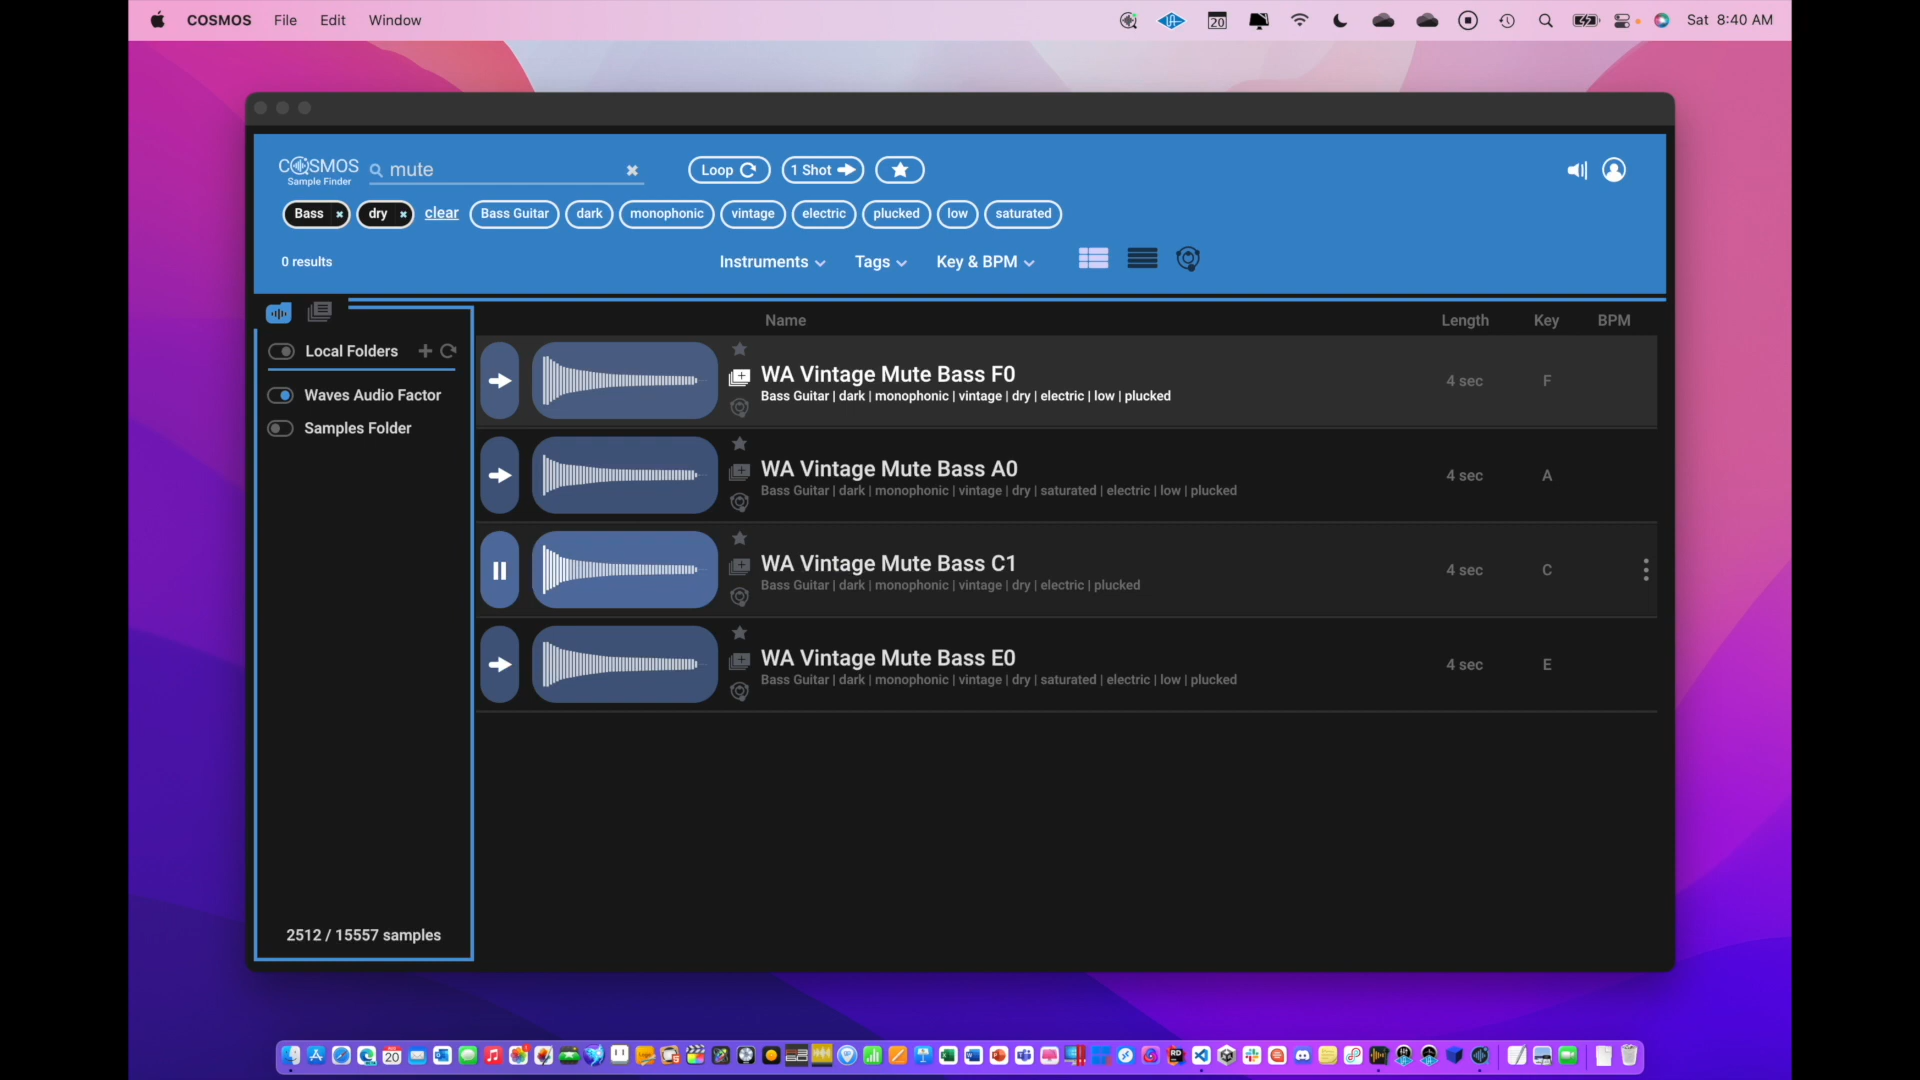 COSMOS File Edit Window 20 Sat 8:40 AM
COSMOS
Sample Finder
mute
Loop
1 Shot
Bass
dry
clear
Bass Guitar
dark
monophonic
vintage
electric
plucked
low
saturated
0 results
Instruments
Tags
Key & BPM
Name Length Key BPM
Local Folders
Waves Audio Factor
Samples Folder
WA Vintage Mute Bass F0
Bass Guitar | dark | monophonic | vintage | dry | electric | low | plucked
4 sec F
WA Vintage Mute Bass A0
Bass Guitar | dark | monophonic | vintage | dry | saturated | electric | low | plucked
4 sec A
WA Vintage Mute Bass C1
Bass Guitar | dark | monophonic | vintage | dry | electric | plucked
4 sec C
WA Vintage Mute Bass E0
Bass Guitar | dark | monophonic | vintage | dry | saturated | electric | low | plucked
4 sec E
2512 / 15557 samples
20